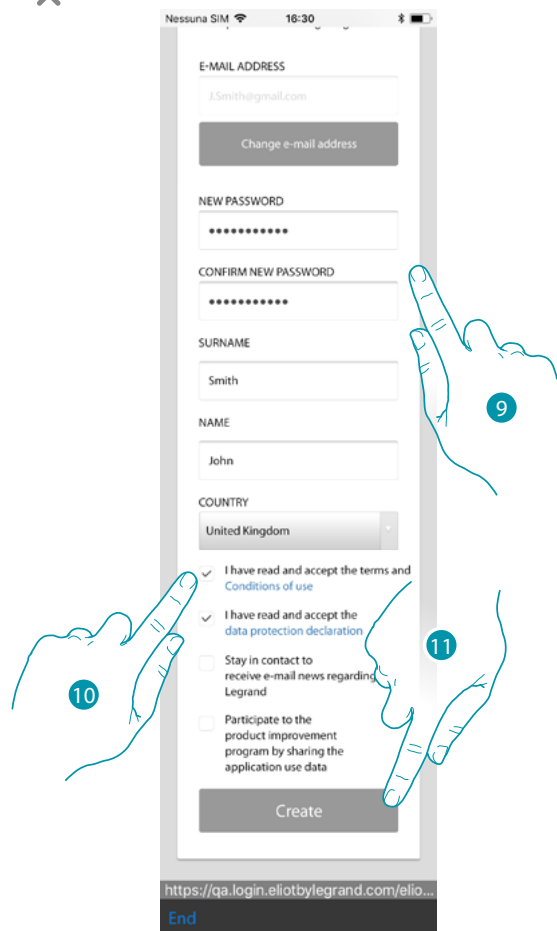 Nessuna SIM 16:30
E-MAIL ADDRESS
J.Smith@gmail.com
Change e-mail address
NEW PASSWORD
•••••••••••
CONFIRM NEW PASSWORD
•••••••••••
SURNAME
Smith
9
NAME
John
COUNTRY
United Kingdom
I have read and accept the terms and
Conditions of use
I have read and accept the
data protection declaration
11
Stay in contact to
receive e-mail news regarding
Legrand
10
Participate to the
product improvement
program by sharing the
application use data
Create
https://qa.login.eliotbylegrand.com/elio...
End